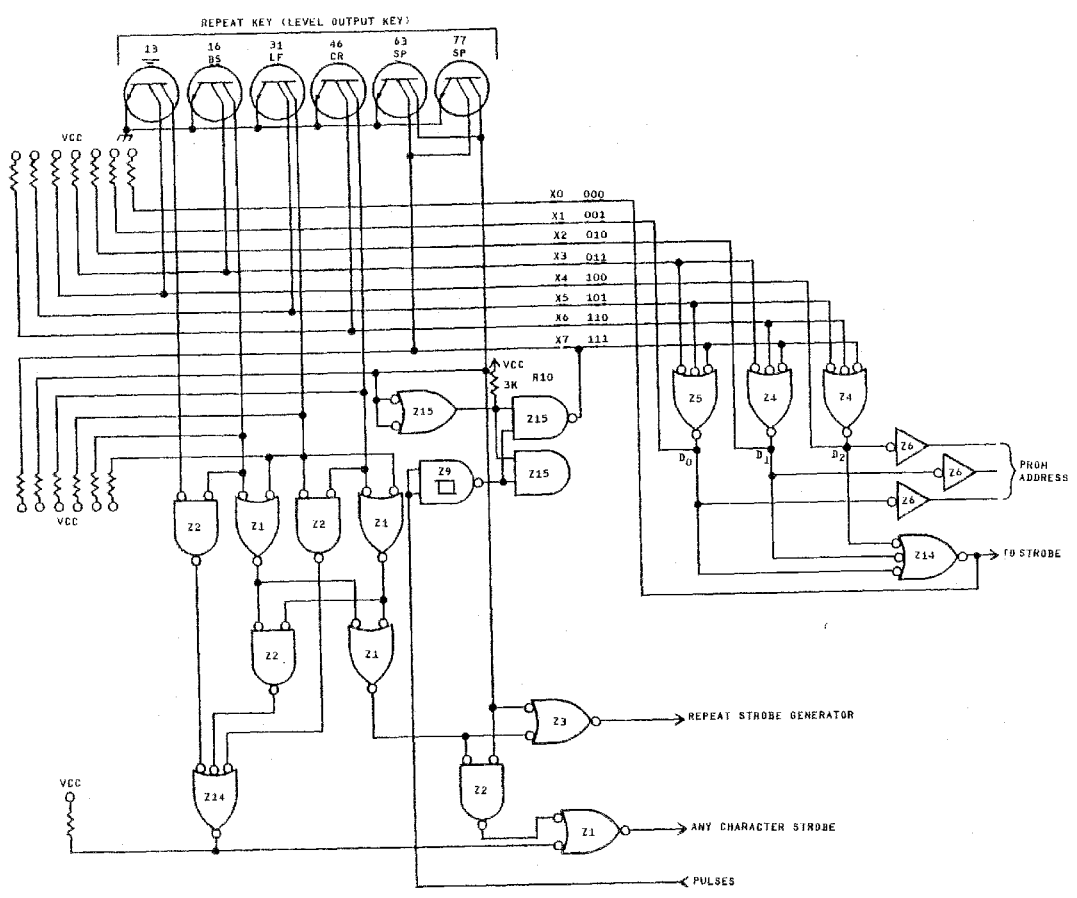 REPEAT KEY (LEVEL OUTPUT KEY)
13 16 31 46 63 77
BS LF CR SP SP
VCC
X0 000
X1 001
X2 010
X3 011
X4 100
X5 101
X6 110
X7 111
VCC
3K
R10
Z15
Z15
Z15
Z9
VCC
Z5 Z4 Z4
D0 D1 D2
Z6
Z6
Z6
PROM
ADDRESS
Z14
TO STROBE
Z2 Z1 Z2 Z1
Z2 Z1
Z3
REPEAT STROBE GENERATOR
Z2
Z14
VCC
Z1
ANY CHARACTER STROBE
PULSES